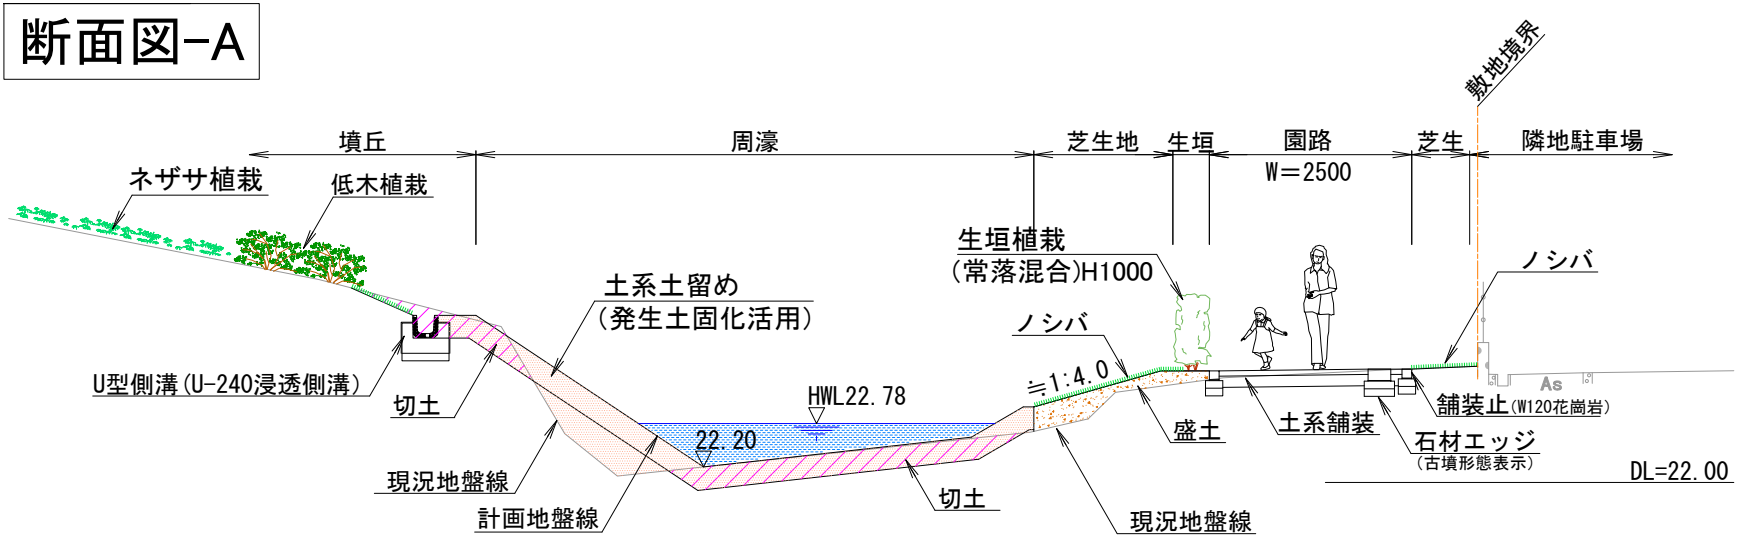 断面図-A
敷地境界
墳丘
周濠
芝生地
生垣
園路
芝生
隣地駐車場
W=2500
ネザサ植栽
低木植栽
生垣植栽
(常落混合)H1000
ノシバ
土系土留め
(発生土固化活用)
ノシバ
≒1:4.0
U型側溝(U-240浸透側溝)
切土
HWL22.78
22.20
As
舗装止(W120花崗岩)
盛土
土系舗装
石材エッジ
(古墳形態表示)
DL=22.00
現況地盤線
切土
計画地盤線
現況地盤線